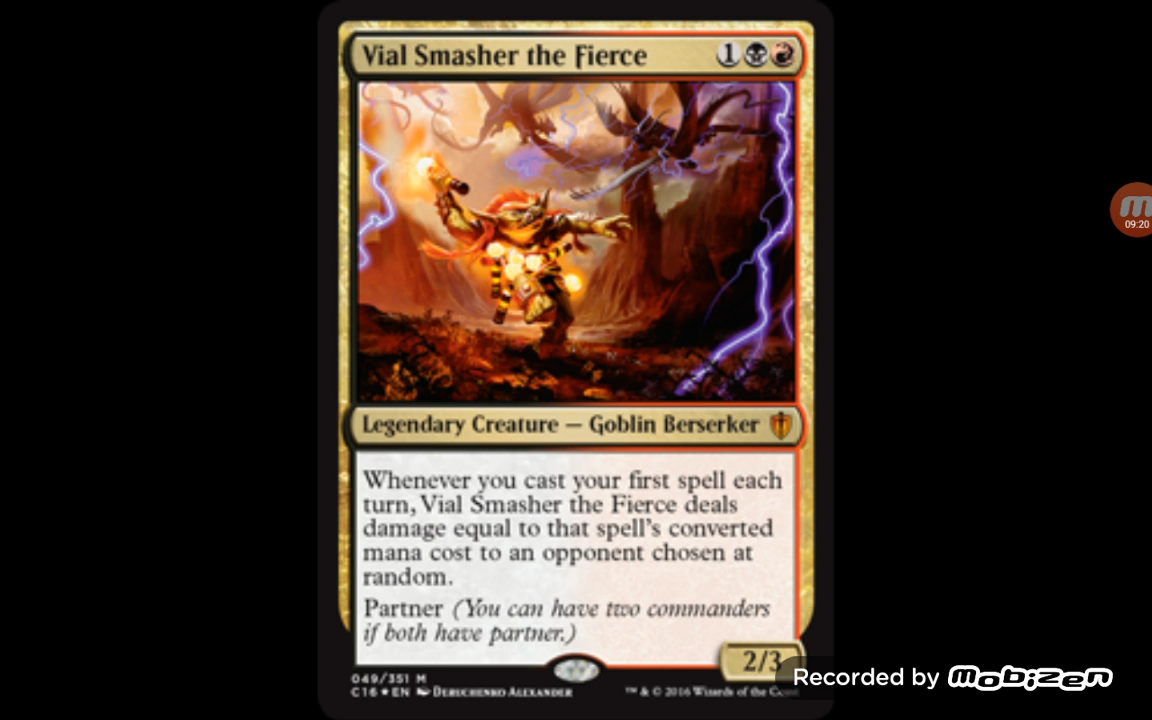 Vial Smasher the Fierce 1
09:20
Legendary Creature — Goblin Berserker
Whenever you cast your first spell each
turn, Vial Smasher the Fierce deals
damage equal to that spell's converted
mana cost to an opponent chosen at
random.
Partner (You can have two commanders
if both have partner.)
2/3
049/351 M
C16 ★ EN Deruchenko Alexander
™ & © 2016 Wizards of the
Recorded by mobizen